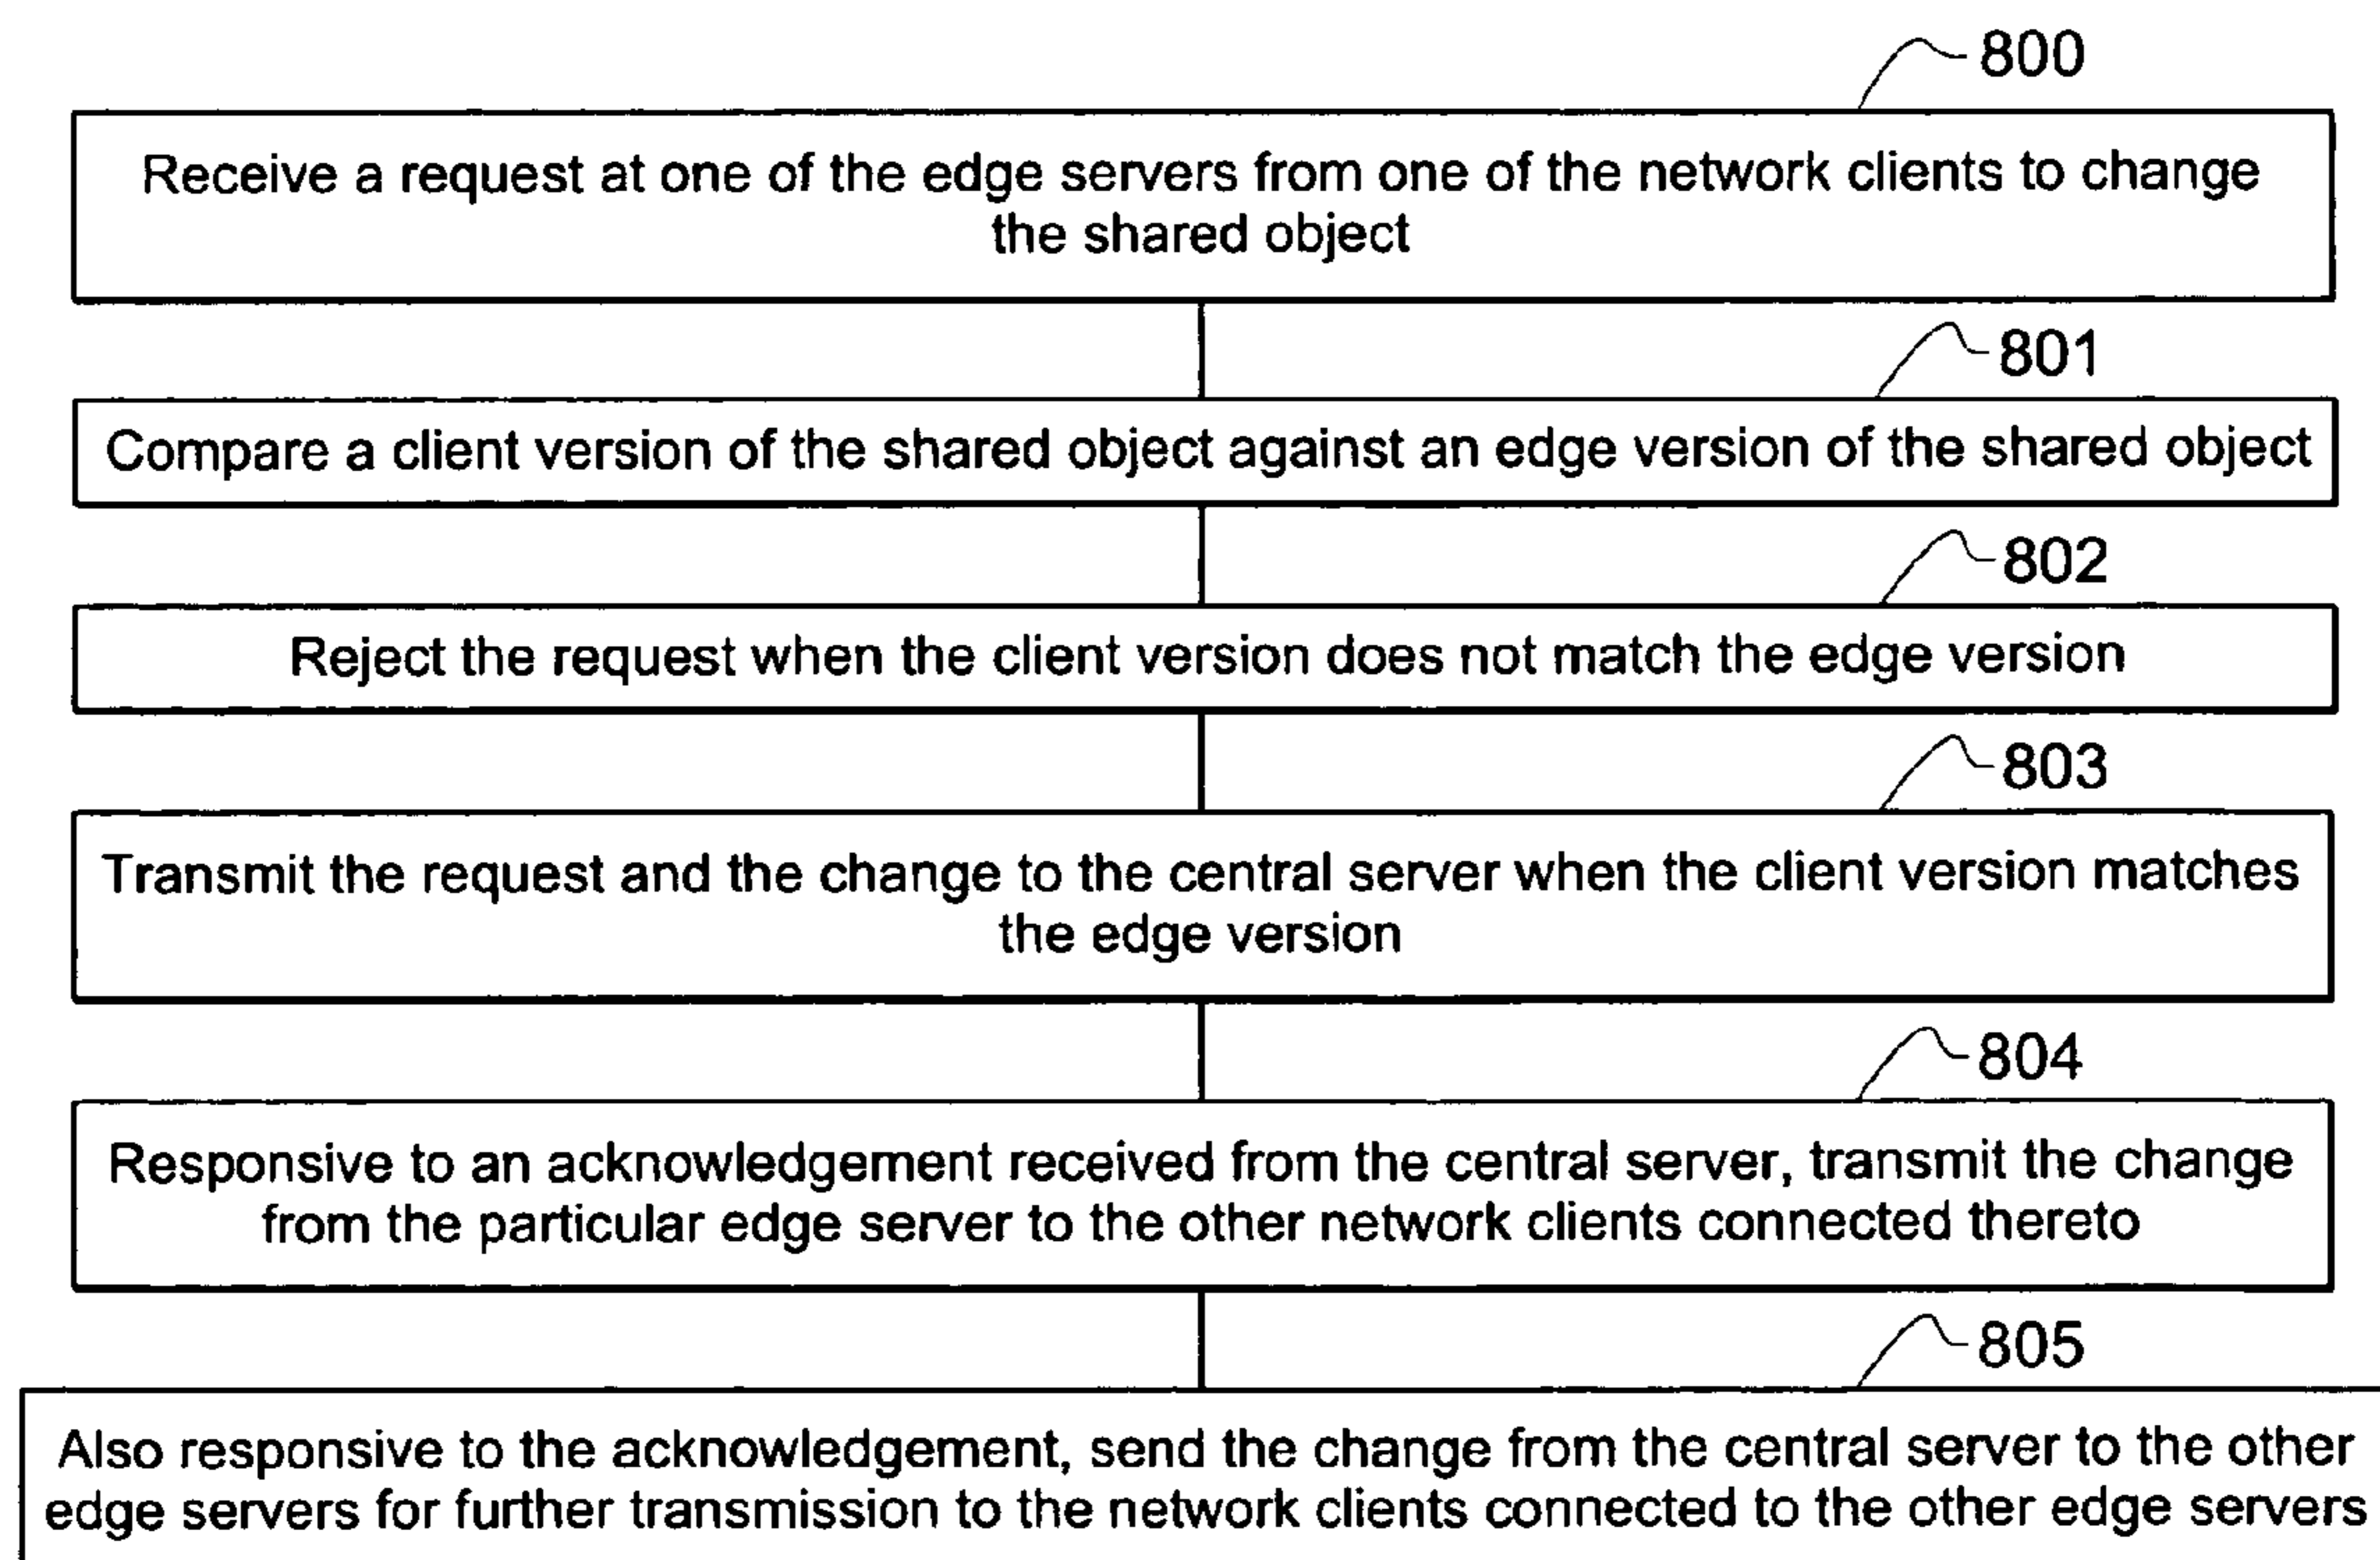 800
Receive a request at one of the edge servers from one of the network clients to change
the shared object
801
Compare a client version of the shared object against an edge version of the shared object
802
Reject the request when the client version does not match the edge version
803
Transmit the request and the change to the central server when the client version matches
the edge version
804
Responsive to an acknowledgement received from the central server, transmit the change
from the particular edge server to the other network clients connected thereto
805
Also responsive to the acknowledgement, send the change from the central server to the other
edge servers for further transmission to the network clients connected to the other edge servers